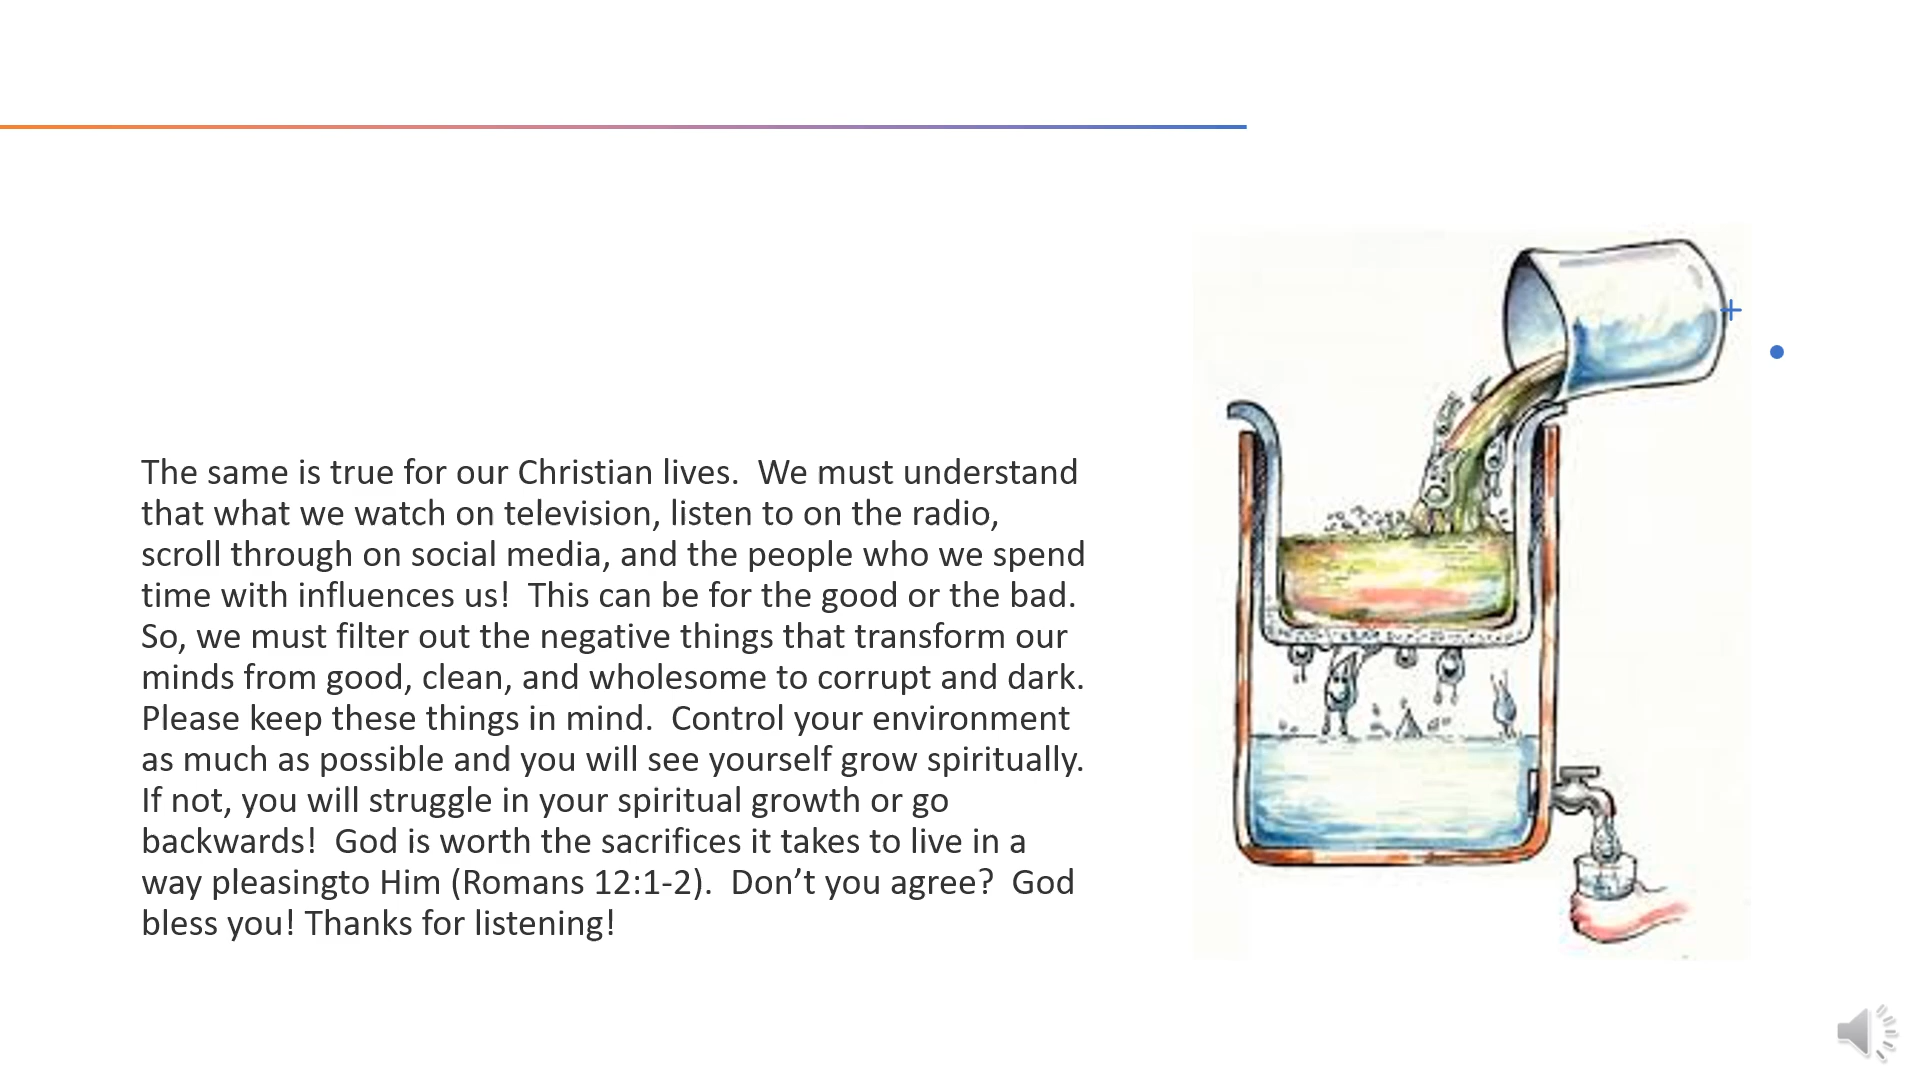 The same is true for our Christian lives.  We must understand
that what we watch on television, listen to on the radio,
scroll through on social media, and the people who we spend
time with influences us!  This can be for the good or the bad.
So, we must filter out the negative things that transform our
minds from good, clean, and wholesome to corrupt and dark.
Please keep these things in mind.  Control your environment
as much as possible and you will see yourself grow spiritually.
If not, you will struggle in your spiritual growth or go
backwards!  God is worth the sacrifices it takes to live in a
way pleasingto Him (Romans 12:1-2).  Don’t you agree?  God
bless you! Thanks for listening!